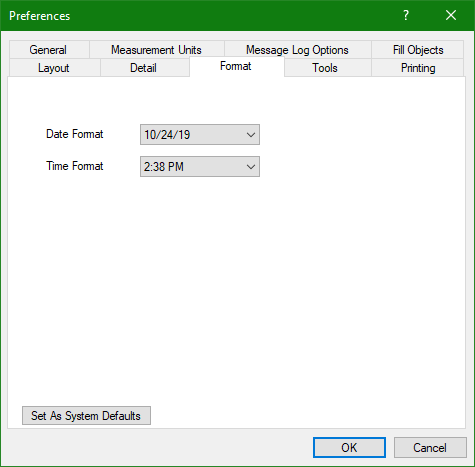 Preferences
?
General Measurement Units Message Log Options Fill Objects
Layout Detail Format Tools Printing
Date Format 10/24/19
Time Format 2:38 PM
Set As System Defaults
OK Cancel